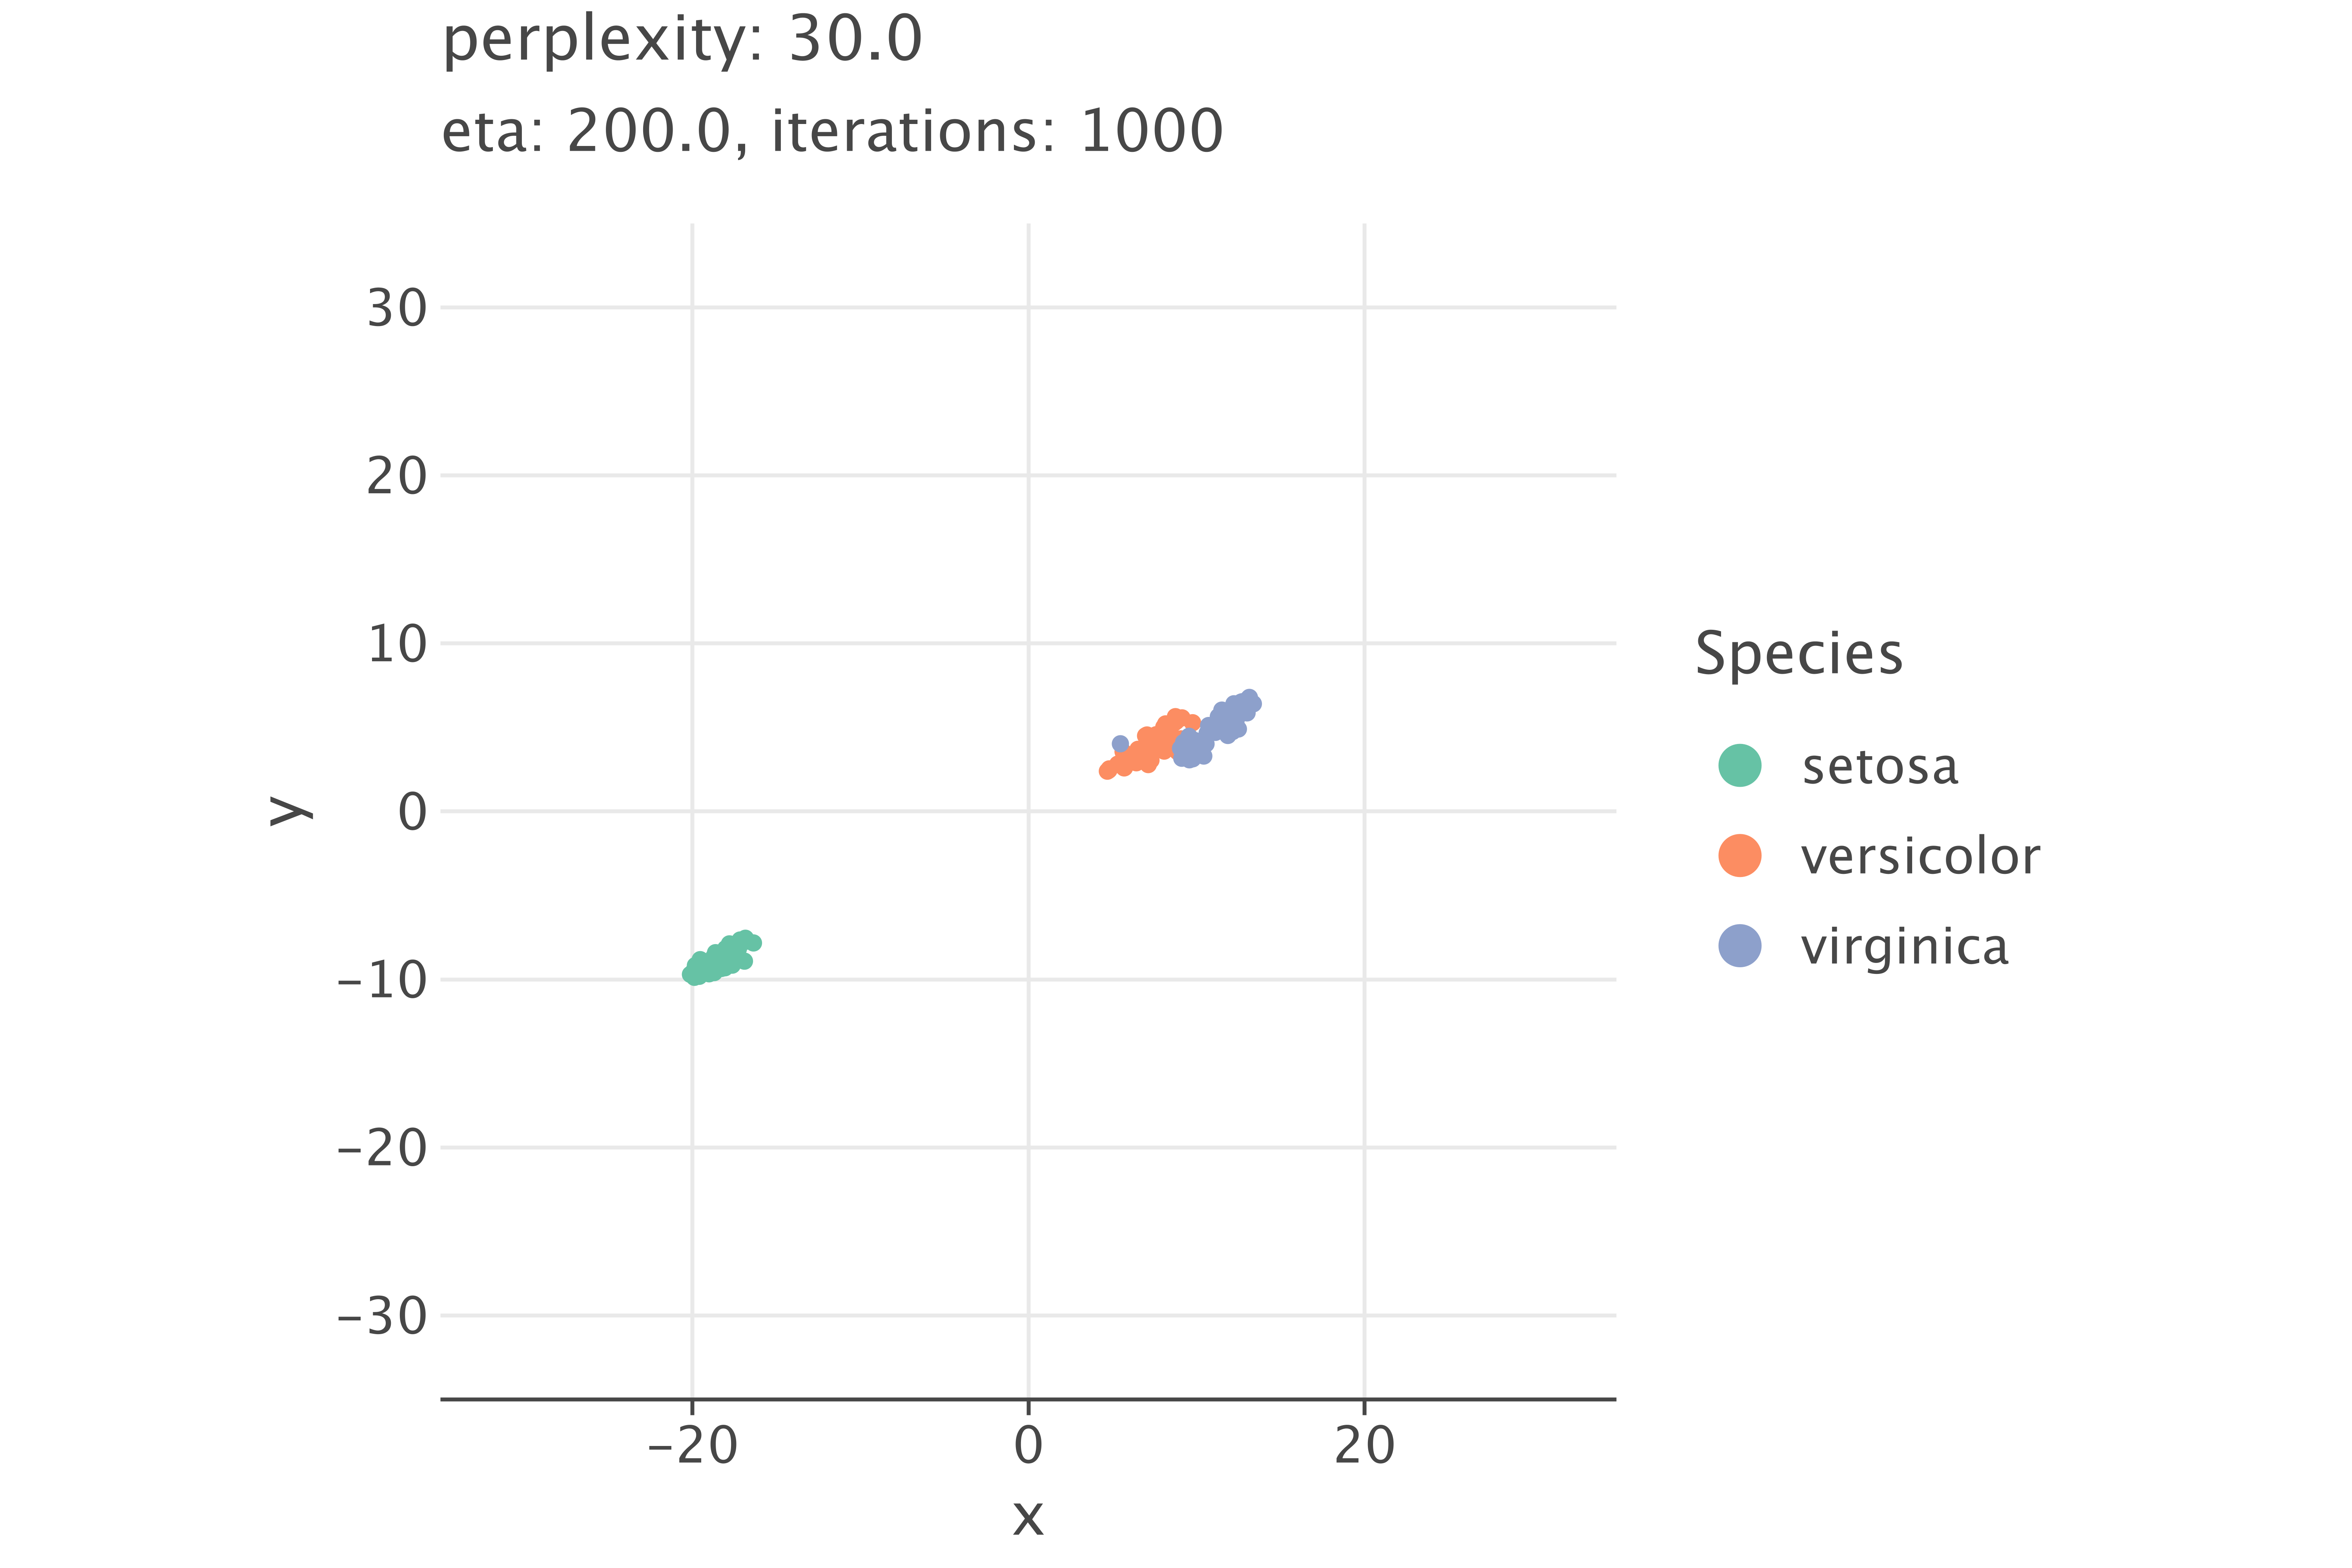 perplexity: 30.0
eta: 200.0, iterations: 1000
30
20
10
0
−10
−20
−30
y
−20
0
20
x
Species
setosa
versicolor
virginica